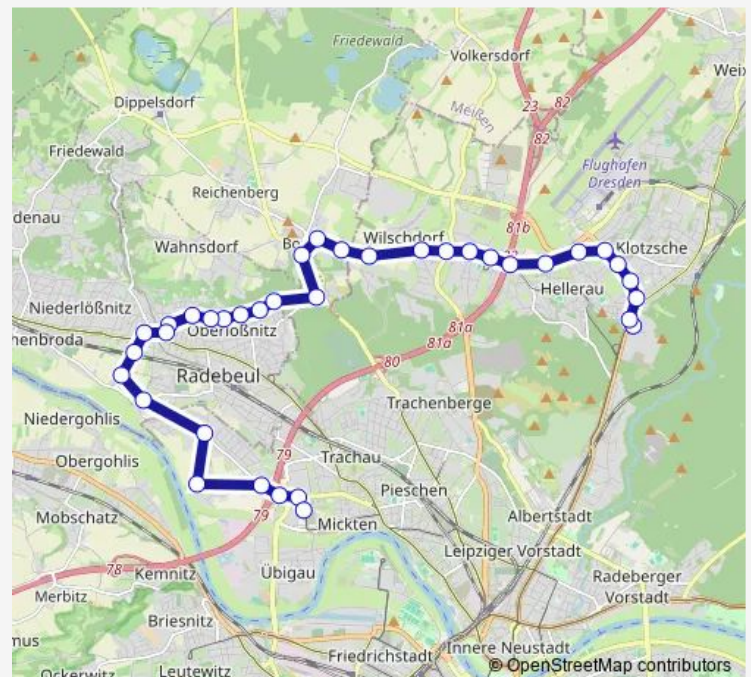 Friedewald
Volkersdorf
Weix
Dippelsdorf
23
82
Meißen
82
Friedewald
Flughafen
Dresden
Reichenberg
denau
81b
Wahnsdorf
Bo
Wilschdorf
Klotzsche
Hellerau
Niederlößnitz
Oberlößnitz
henbroda
81a
81a
80
Radebeul
Trachenberge
Niedergohlis
79
Trachau
Obergohlis
Pieschen
Mobschatz
79
Mickten
Albertstadt
Leipziger Vorstadt
78
Kemnitz
Übigau
Radeberger
Vorstadt
Merbitz
Briesnitz
mus
Innere Neustadt
Friedrichstadt
© OpenStreetMap contributors
Ockerwitz
Leutewitz